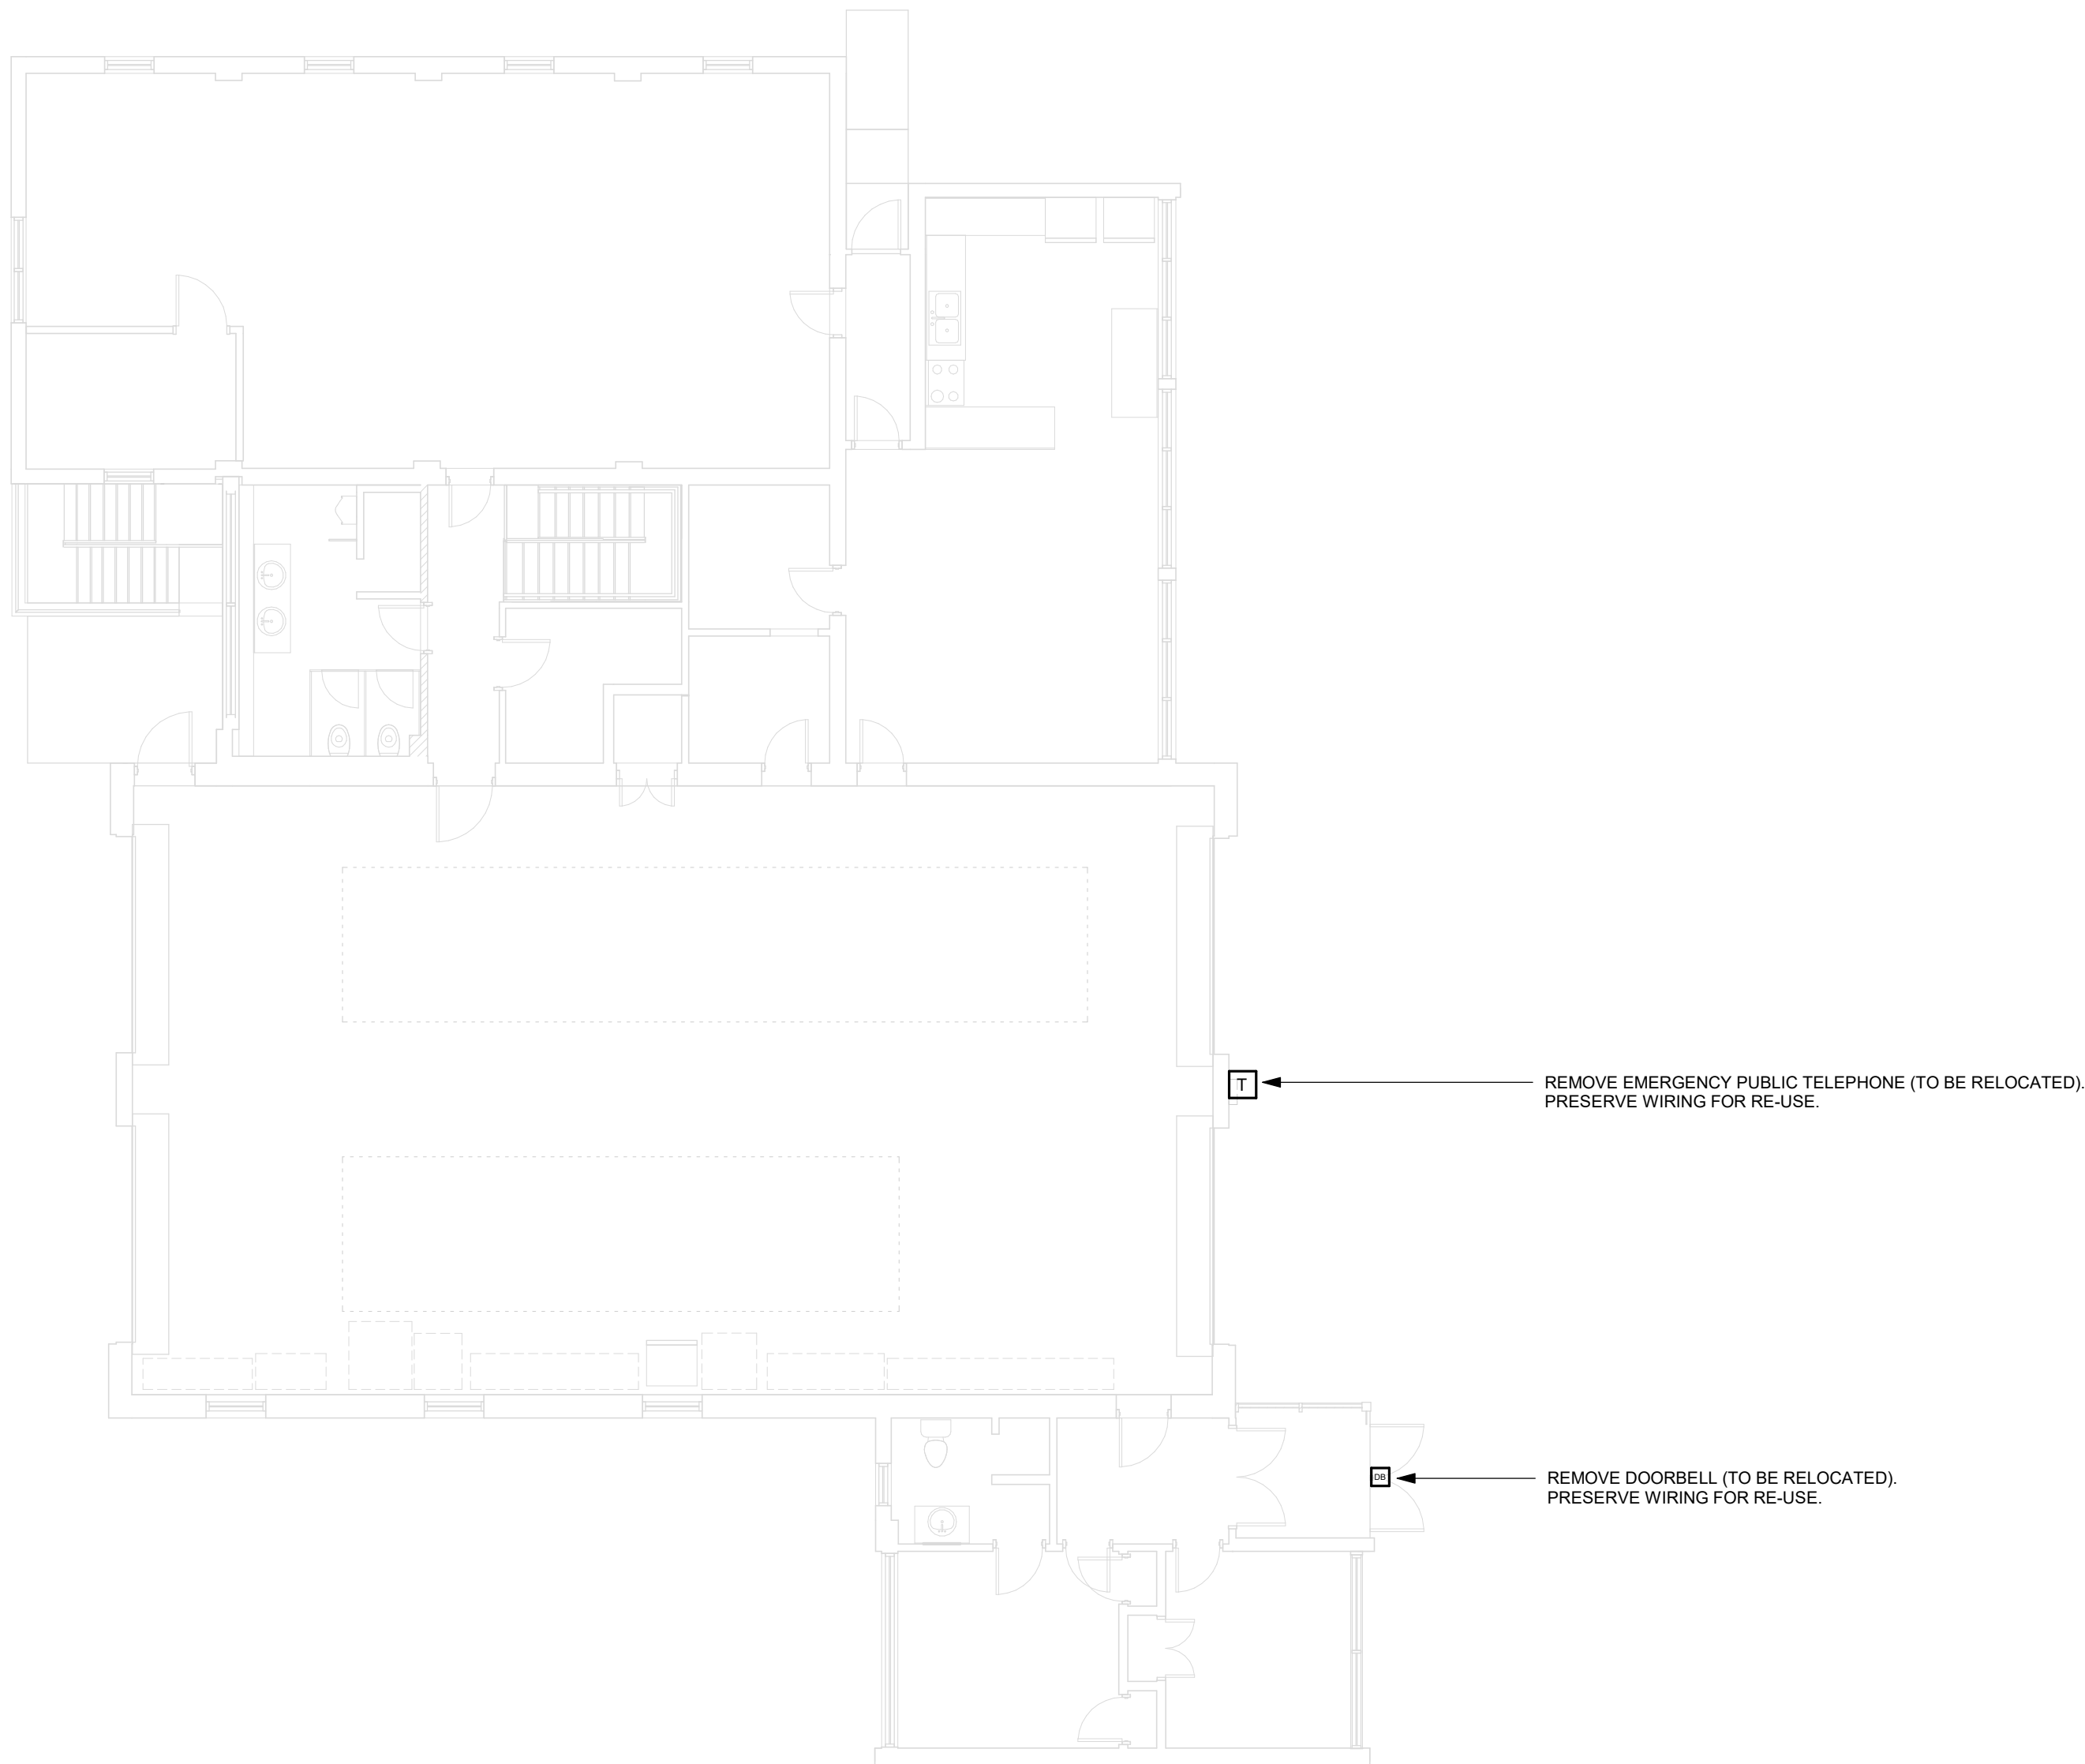 T
REMOVE EMERGENCY PUBLIC TELEPHONE (TO BE RELOCATED).
PRESERVE WIRING FOR RE-USE.
DB
REMOVE DOORBELL (TO BE RELOCATED).
PRESERVE WIRING FOR RE-USE.